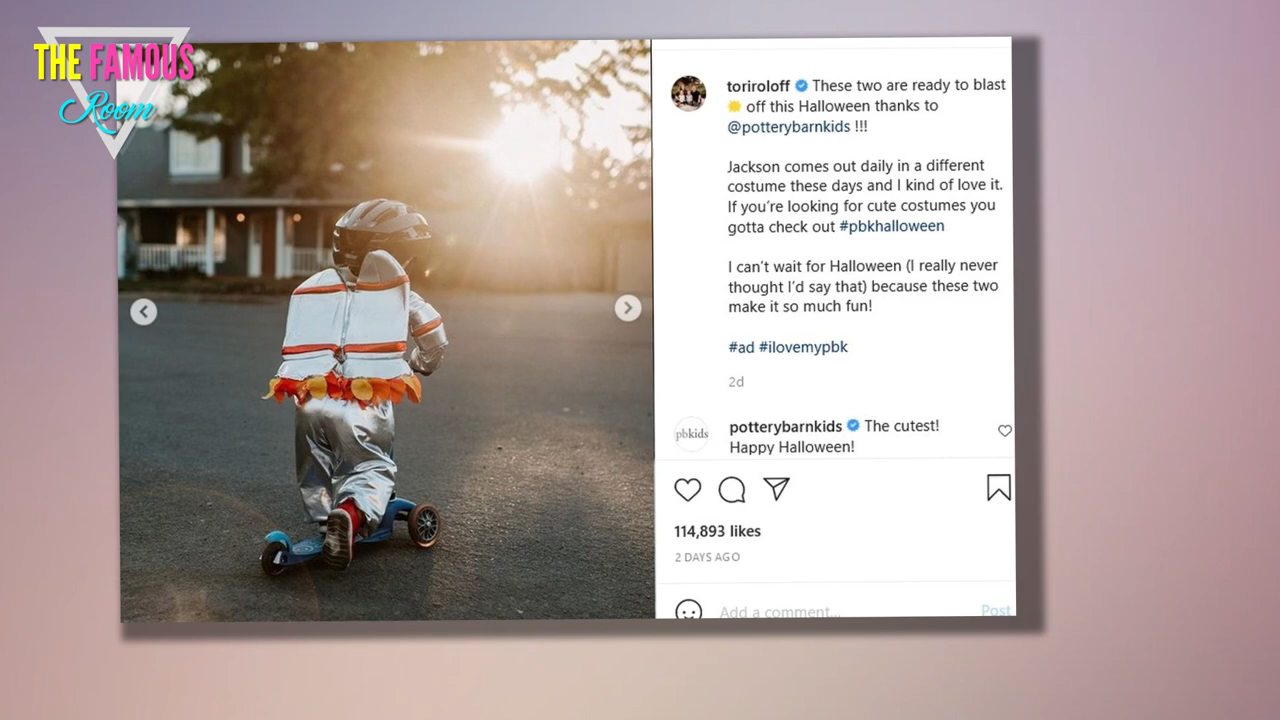 THE FAMOUS
Room
toriroloff These two are ready to blast
off this Halloween thanks to
@potterybarnkids !!!
Jackson comes out daily in a different
costume these days and I kind of love it.
If you're looking for cute costumes you
gotta check out #pbkhalloween
I can't wait for Halloween (I really never
thought I'd say that) because these two
make it so much fun!
#ad #ilovemypbk
2d
pbkids
potterybarnkids The cutest!
Happy Halloween!
114,893 likes
2 DAYS AGO
Add a comment...
Post